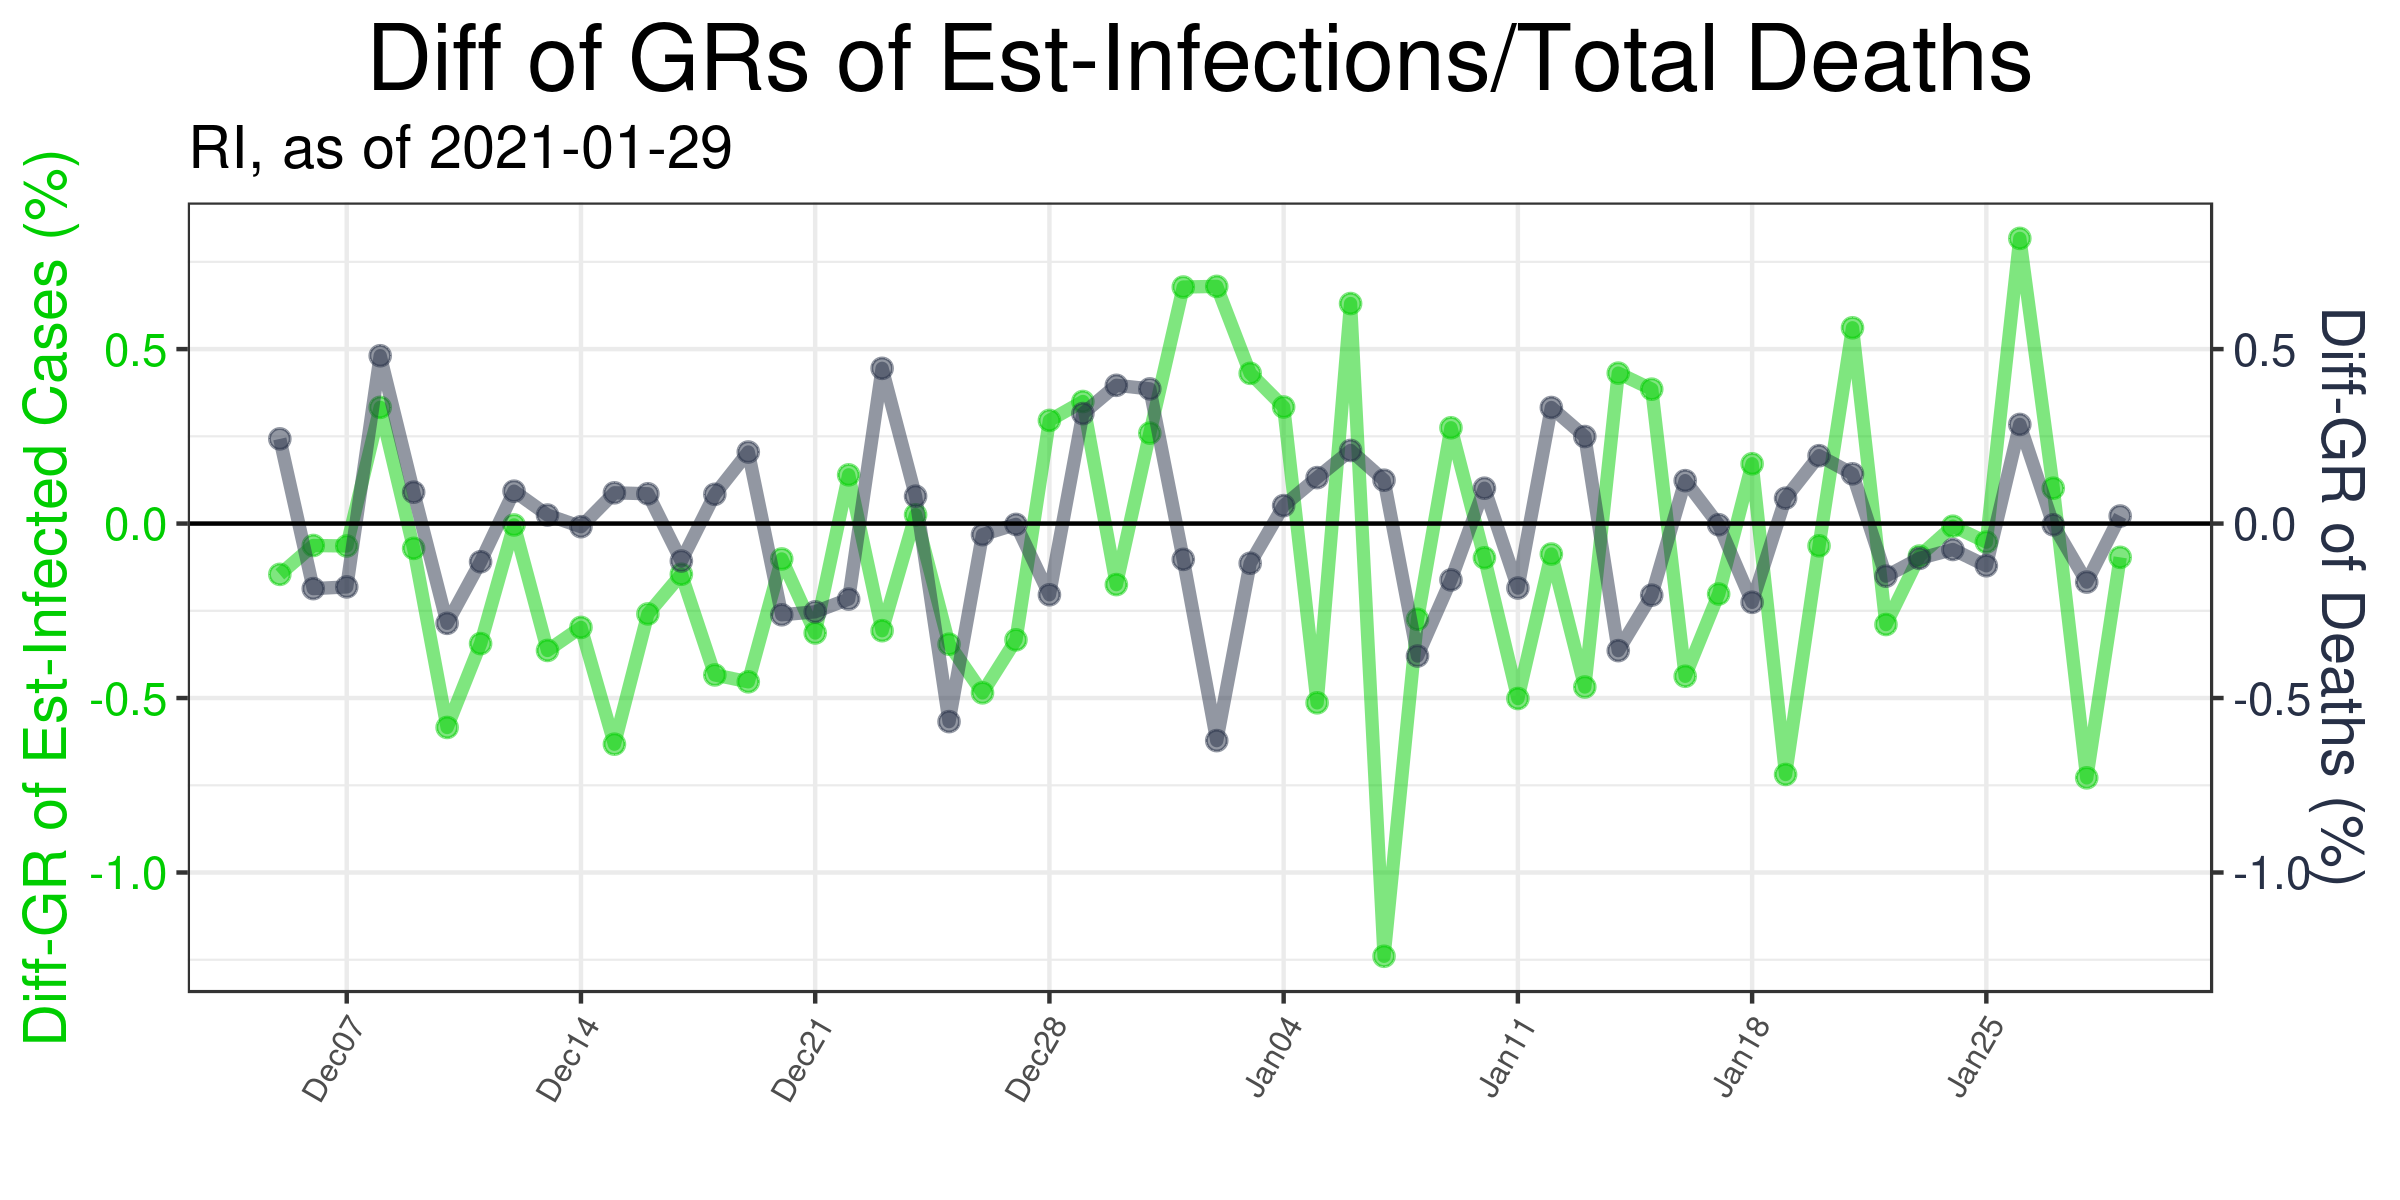 Diff of GRs of Est-Infections/Total Deaths
RI, as of 2021-01-29
Diff-GR of Est-Infected Cases (%)
0.5
0.0
-0.5
-1.0
0.5
0.0
-0.5
-1.0
Diff-GR of Deaths (%)
Dec07
Dec14
Dec21
Dec28
Jan04
Jan11
Jan18
Jan25